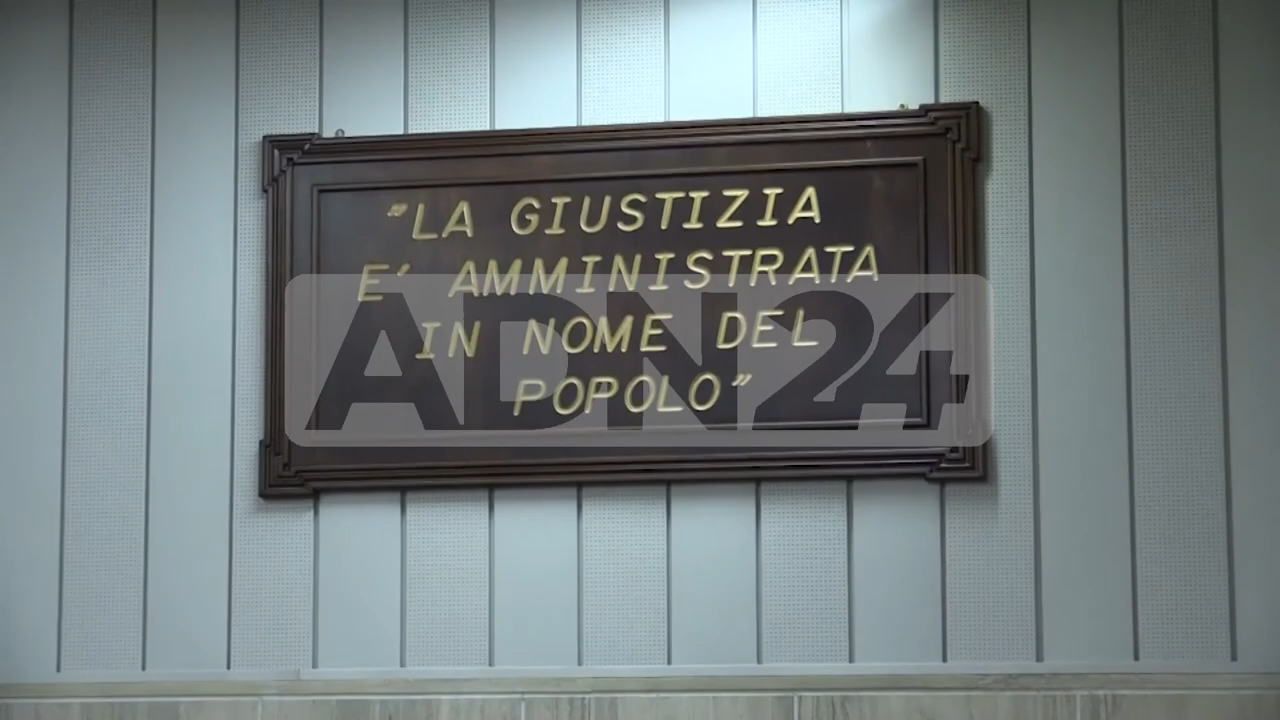 "LA GIUSTIZIA
E' AMMINISTRATA
IN NOME DEL
POPOLO"
ADN24